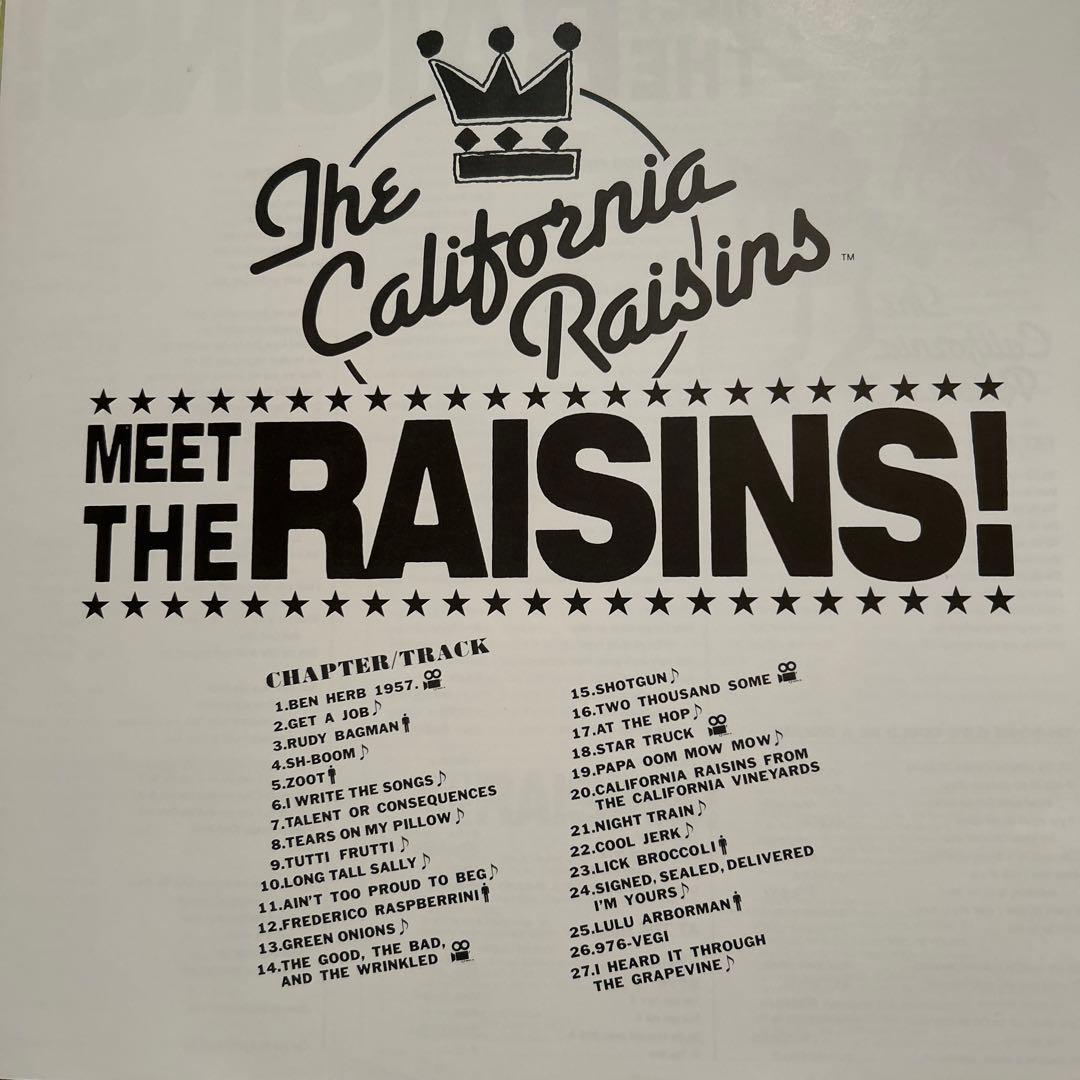 The
California
Raisins
TM
MEET
THE RAISINS!
CHAPTER/TRACK
1.BEN HERB 1957.
2.GET A JOB♪
3.RUDY BAGMAN
4.SH-BOOM♪
5.ZOOT
6.I WRITE THE SONGS♪
7.TALENT OR CONSEQUENCES
8.TEARS ON MY PILLOW♪
9.TUTTI FRUTTI♪
10.LONG TALL SALLY♪
11.AIN'T TOO PROUD TO BEG♪
12.FREDERICO RASPBERRINI
13.GREEN ONIONS♪
14.THE GOOD, THE BAD,
AND THE WRINKLED
15.SHOTGUN♪
16.TWO THOUSAND SOME
17.AT THE HOP♪
18.STAR TRUCK
19.PAPA OOM MOW MOW♪
20.CALIFORNIA RAISINS FROM
THE CALIFORNIA VINEYARDS
21.NIGHT TRAIN♪
22.COOL JERK♪
23.LICK BROCCOLI
24.SIGNED, SEALED, DELIVERED
I'M YOURS♪
25.LULU ARBORMAN
26.976-VEGI
27.I HEARD IT THROUGH
THE GRAPEVINE♪